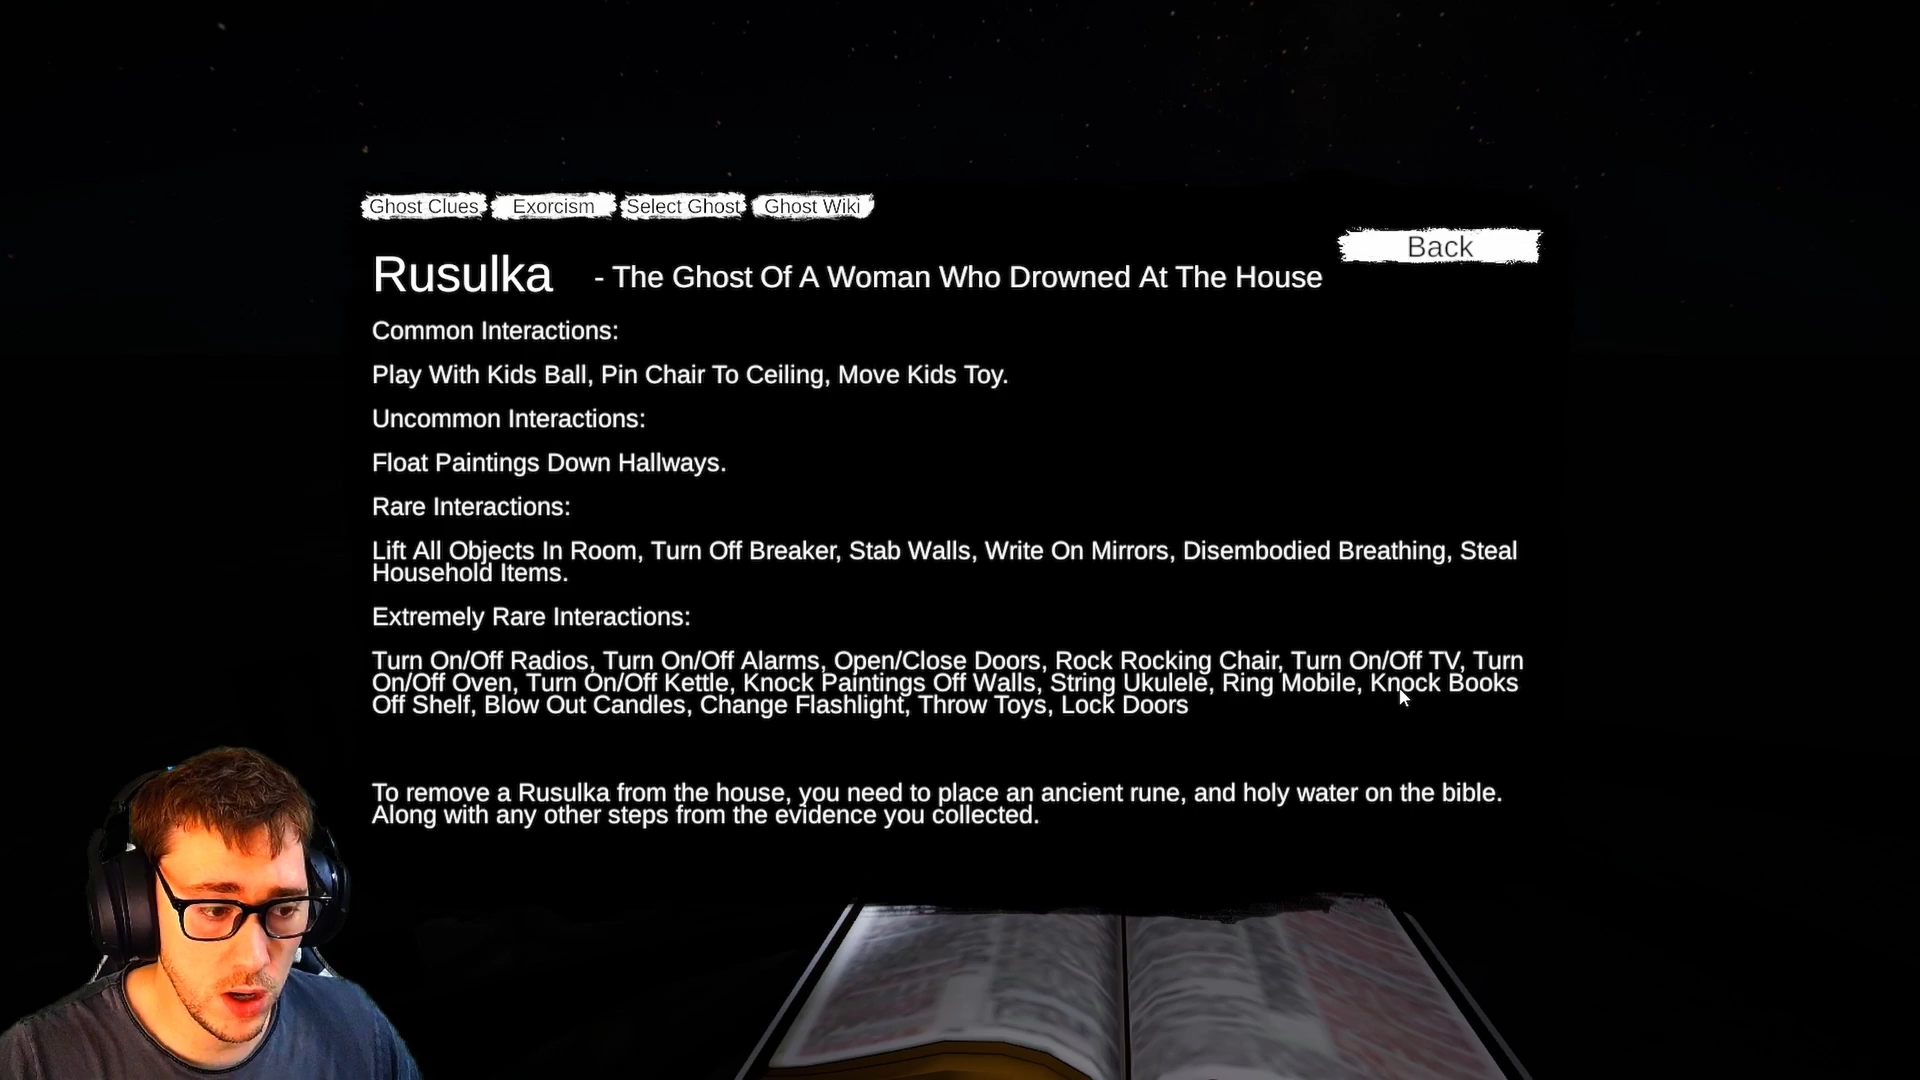 Ghost Clues Exorcism Select Ghost Ghost Wiki
Back
Rusulka - The Ghost Of A Woman Who Drowned At The House
Common Interactions:
Play With Kids Ball, Pin Chair To Ceiling, Move Kids Toy.
Uncommon Interactions:
Float Paintings Down Hallways.
Rare Interactions:
Lift All Objects In Room, Turn Off Breaker, Stab Walls, Write On Mirrors, Disembodied Breathing, Steal
Household Items.
Extremely Rare Interactions:
Turn On/Off Radios, Turn On/Off Alarms, Open/Close Doors, Rock Rocking Chair, Turn On/Off TV, Turn
On/Off Oven, Turn On/Off Kettle, Knock Paintings Off Walls, String Ukulele, Ring Mobile, Knock Books
Off Shelf, Blow Out Candles, Change Flashlight, Throw Toys, Lock Doors
To remove a Rusulka from the house, you need to place an ancient rune, and holy water on the bible.
Along with any other steps from the evidence you collected.